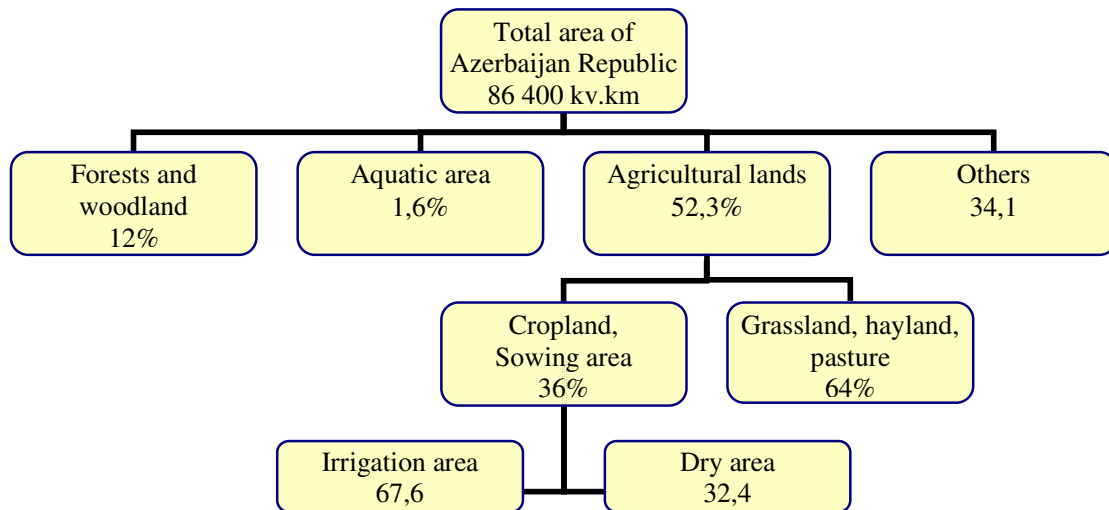 Total area of
Azerbaijan Republic
86 400 kv.km
Forests and
woodland
12%
Aquatic area
1,6%
Agricultural lands
52,3%
Others
34,1
Cropland,
Sowing area
36%
Grassland, hayland,
pasture
64%
Irrigation area
67,6
Dry area
32,4